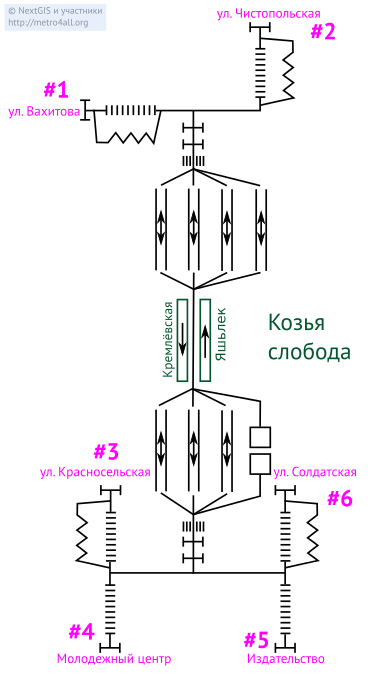 © NextGIS и участники
http://metro4all.org
ул. Чистопольская
#2
#1
ул. Вахитова
Кремлёвская
Яшьлек
Козья
слобода
#3
ул. Красносельская
ул. Солдатская
#6
#4
Молодежный центр
#5
Издательство